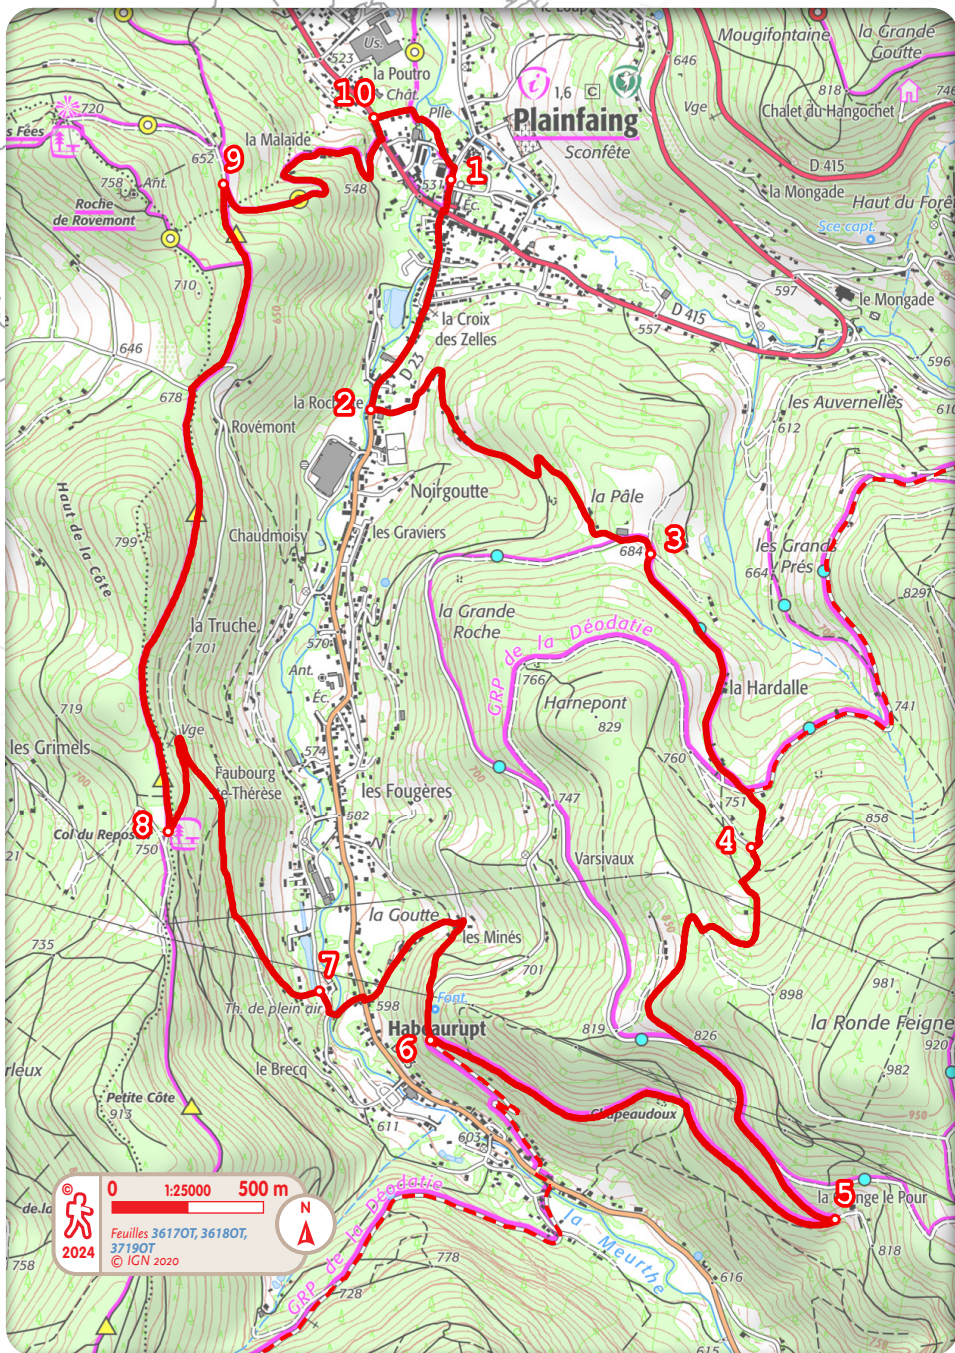 Loup
Us.
523
la Poutro
Chât.
Plle
10
1,6 C
Plainfaing
Sconfête
646
Vge
Mougifontaine
la Grande
Goutte
818
746
Chalet du Hangochet
D 415
la Mongade
Haut du Forêt
Sce capt.
720
s Fées
la Malaide
652
9
758
Ant.
548
531
1
Éc.
Roche
de Rovemont
710
650
597
le Mongade
D 415
557
596
la Croix
des Zelles
D 23
646
678
2
Rovémont
les Auvernelles
612
610
Noirgoutte
la Pâle
Haut de la Côte
799
Chaudmoisy
les Graviers
684
3
les Grands
Prés
664
829
la Grande
Roche
GRP de la Déodatie
la Truche
701
570
Ant.
Éc.
766
Harnepont
829
la Hardalle
741
719
Vge
les Grimels
700
574
760
700
Faubourg
Ste-Thérèse
les Fougères
747
751
858
8
Col du Repos
750
582
4
21
Varsivaux
la Goutte
850
les Minés
735
7
701
981
898
Th. de plein air
598
Font.
Habeaurupt
6
819
826
la Ronde Feigne
920
982
le Brecq
rleux
Petite Côte
913
Chapeaudoux
611
603
950
5
la Grange le Pour
818
0
1:25000
500 m
N
©
2024
Feuilles 3617OT, 3618OT,
3719OT
© IGN 2020
de la
758
GRP de la Déodatie
778
728
la Meurthe
616
615
750